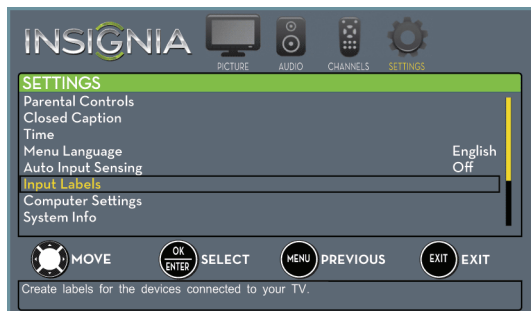 INSIGNIA
PICTURE AUDIO CHANNELS SETTINGS
SETTINGS
Parental Controls
Closed Caption
Time
Menu Language English
Auto Input Sensing Off
Input Labels
Computer Settings
System Info
MOVE OK ENTER SELECT MENU PREVIOUS EXIT EXIT
Create labels for the devices connected to your TV.